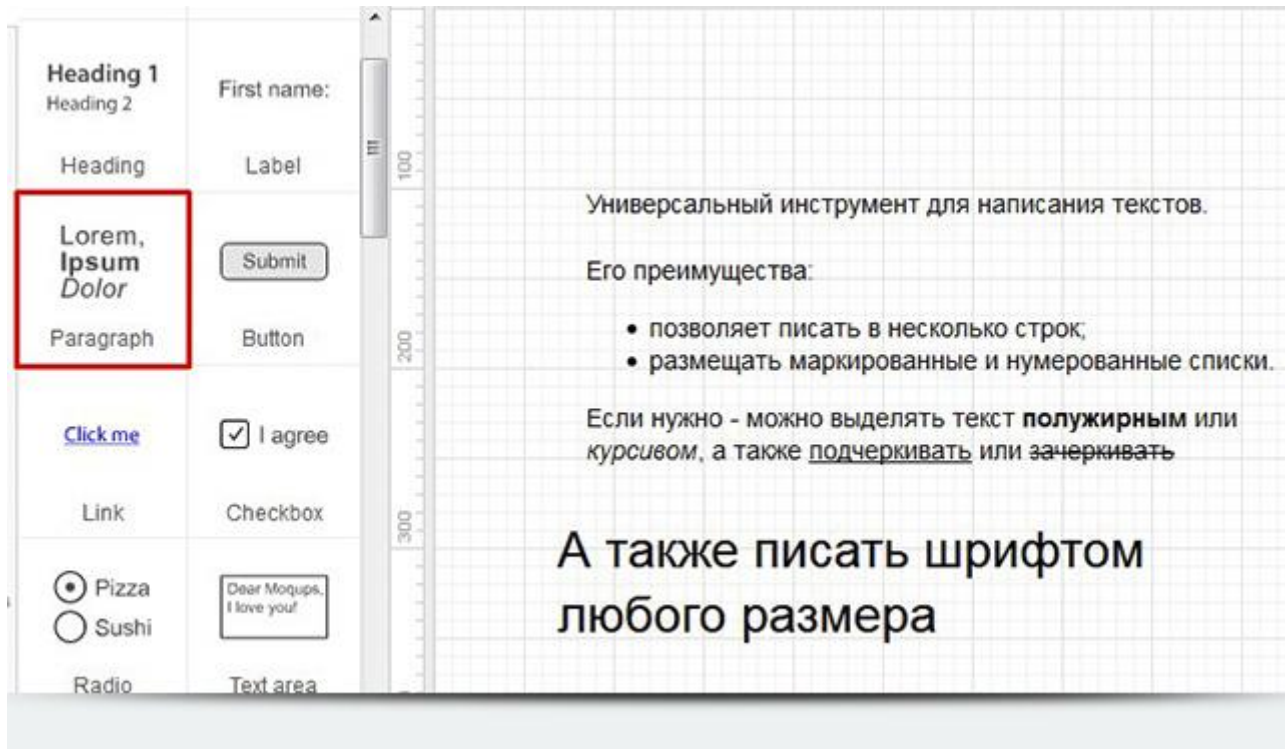 Heading 1
Heading 2
Heading
First name:
Label
Lorem,
Ipsum
Dolor
Paragraph
Submit
Button
Click me
Link
I agree
Checkbox
Pizza
Sushi
Radio
Dear Moqups,
I love you!
Text area
100
200
300
Универсальный инструмент для написания текстов.
Его преимущества:
• позволяет писать в несколько строк;
• размещать маркированные и нумерованные списки.
Если нужно - можно выделять текст полужирным или
курсивом, а также подчеркивать или зачеркивать
А также писать шрифтом
любого размера